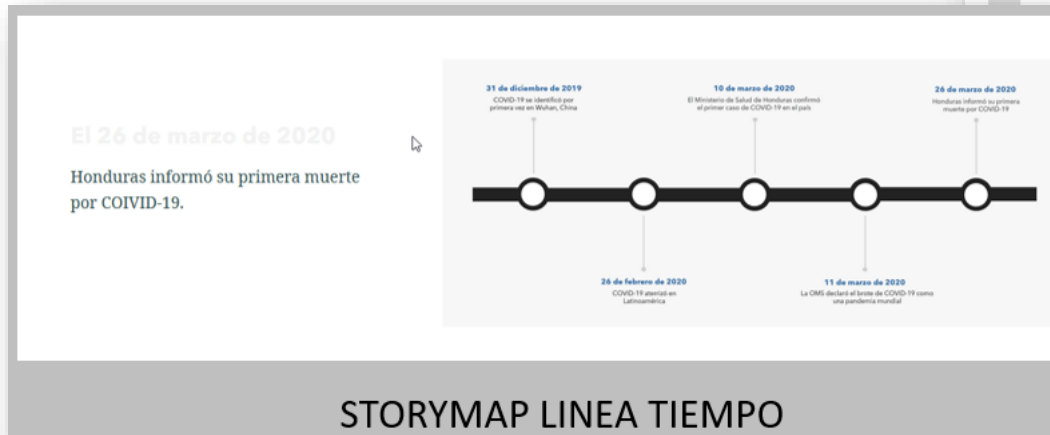 El 26 de marzo de 2020
Honduras informó su primera muerte
por COIVID-19.
31 de diciembre de 2019
COVID-19 se identificó por
primera vez en Wuhan, China
10 de marzo de 2020
El Ministerio de Salud de Honduras confirmó
el primer caso de COVID-19 en el país
26 de marzo de 2020
Honduras informó su primera
muerte por COVID-19
26 de febrero de 2020
COVID-19 aterrizó en
Latinoamérica
11 de marzo de 2020
La OMS declaró el brote de COVID-19 como
una pandemia mundial
STORYMAP LINEA TIEMPO